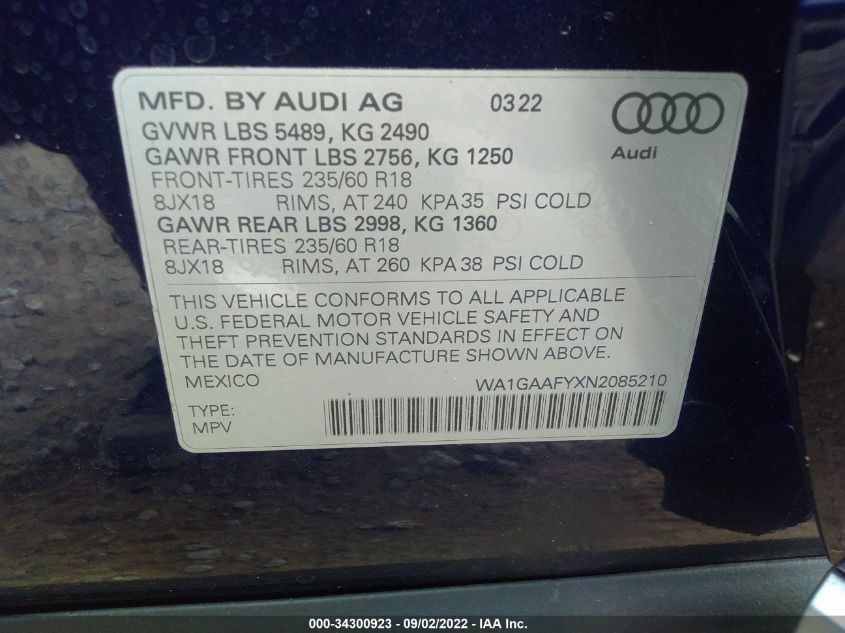 MFD. BY AUDI AG 03 22
Audi
GVWR LBS 5489, KG 2490
GAWR FRONT LBS 2756, KG 1250
FRONT-TIRES 235/60 R18
8JX18 RIMS, AT 240 KPA 35 PSI COLD
GAWR REAR LBS 2998, KG 1360
REAR-TIRES 235/60 R18
8JX18 RIMS, AT 260 KPA 38 PSI COLD
THIS VEHICLE CONFORMS TO ALL APPLICABLE
U.S. FEDERAL MOTOR VEHICLE SAFETY AND
THEFT PREVENTION STANDARDS IN EFFECT ON
THE DATE OF MANUFACTURE SHOWN ABOVE.
MEXICO WA1GAAFYXN2085210
TYPE:
MPV
000-34300923 - 09/02/2022 - IAA Inc.